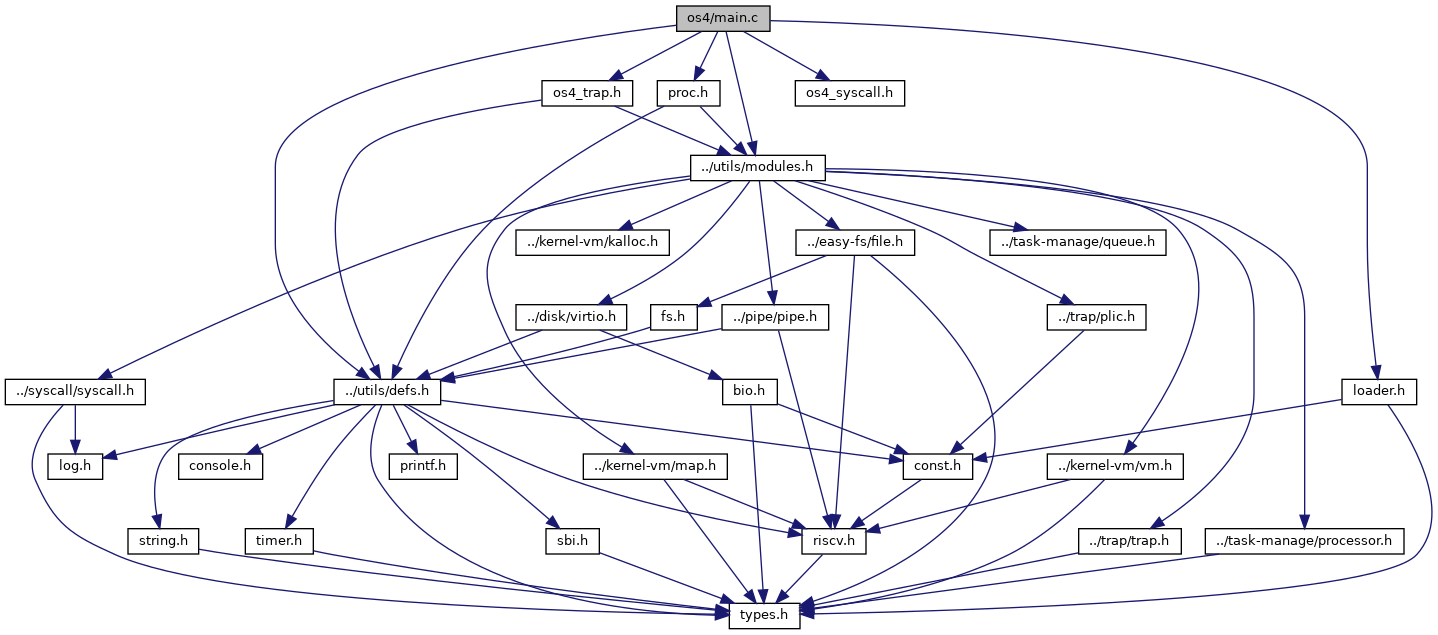 os4/main.c
os4_trap.h
proc.h
os4_syscall.h
../utils/modules.h
../kernel-vm/kalloc.h
../easy-fs/file.h
../task-manage/queue.h
../disk/virtio.h
fs.h
../pipe/pipe.h
../trap/plic.h
../syscall/syscall.h
../utils/defs.h
bio.h
loader.h
log.h
console.h
printf.h
../kernel-vm/map.h
const.h
../kernel-vm/vm.h
string.h
timer.h
sbi.h
riscv.h
../trap/trap.h
../task-manage/processor.h
types.h